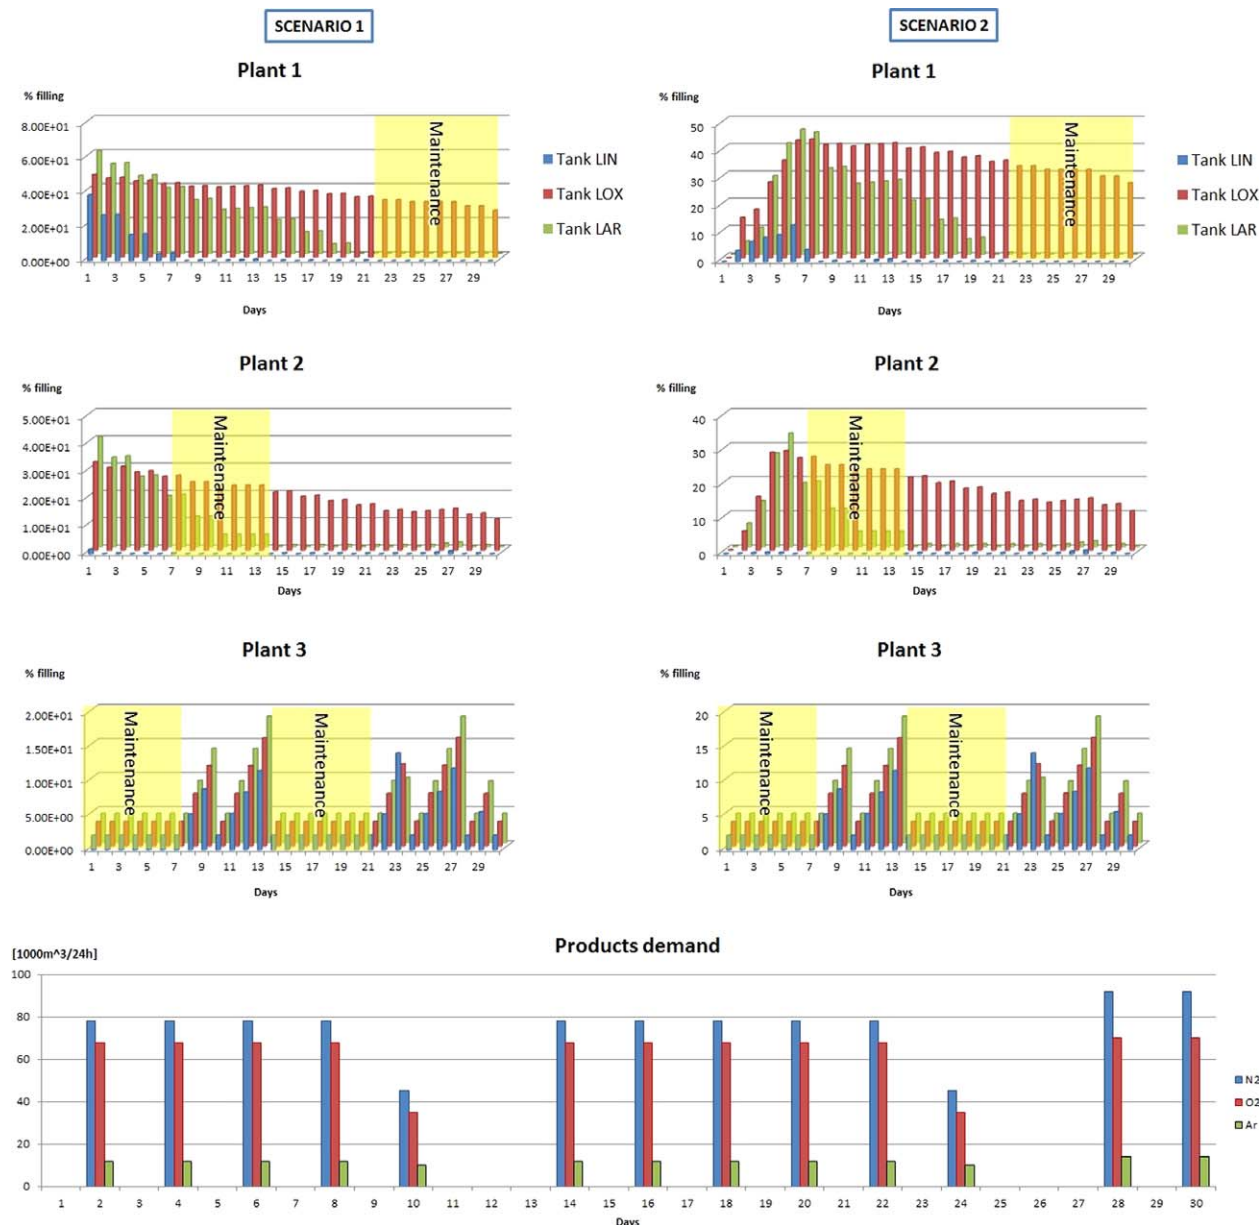 SCENARIO 1
SCENARIO 2
Plant 1
Plant 1
% filling
% filling
8.00E+01
6.00E+01
4.00E+01
2.00E+01
0.00E+00
Maintenance
Tank LIN
Tank LOX
Tank LAR
1 3 5 7 9 11 13 15 17 19 21 23 25 27 29
Days
50
40
30
20
10
0
Maintenance
Tank LIN
Tank LOX
Tank LAR
1 3 5 7 9 11 13 15 17 19 21 23 25 27 29
Days
Plant 2
Plant 2
% filling
% filling
5.00E+01
4.00E+01
3.00E+01
2.00E+01
1.00E+01
0.00E+00
Maintenance
1 3 5 7 9 11 13 15 17 19 21 23 25 27 29
Days
40
30
20
10
0
Maintenance
1 3 5 7 9 11 13 15 17 19 21 23 25 27 29
Days
Plant 3
Plant 3
% filling
% filling
2.00E+01
1.50E+01
1.00E+01
5.00E+00
0.00E+00
Maintenance
Maintenance
1 3 5 7 9 11 13 15 17 19 21 23 25 27 29
Days
20
15
10
5
0
Maintenance
Maintenance
1 3 5 7 9 11 13 15 17 19 21 23 25 27 29
Days
Products demand
[1000m^3/24h]
100
80
60
40
20
0
N2
O2
Ar
1 2 3 4 5 6 7 8 9 10 11 12 13 14 15 16 17 18 19 20 21 22 23 24 25 26 27 28 29 30
Days